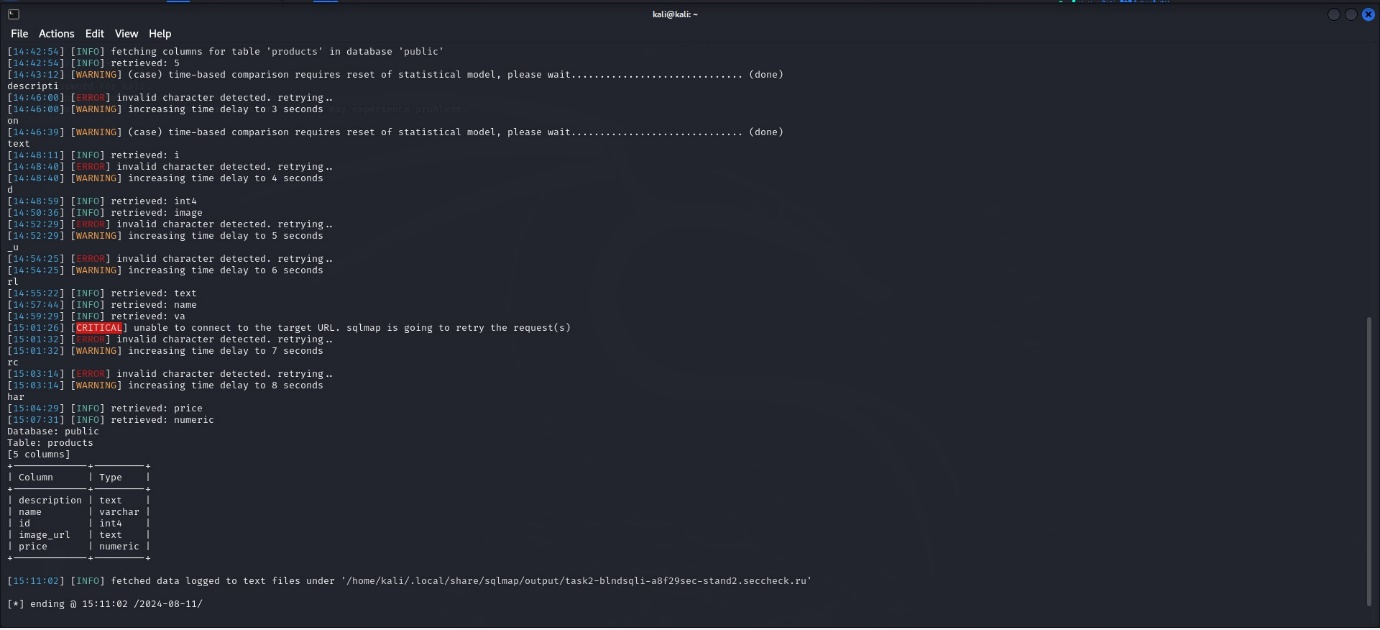 kali@kali: ~
File Actions Edit View Help
[14:42:54] [INFO] fetching columns for table 'products' in database 'public'
[14:42:54] [INFO] retrieved: 5
[14:43:12] [WARNING] (case) time-based comparison requires reset of statistical model, please wait.............................. (done)
descripti
[14:46:00] [ERROR] invalid character detected. retrying..
[14:46:00] [WARNING] increasing time delay to 3 seconds
on
[14:46:39] [WARNING] (case) time-based comparison requires reset of statistical model, please wait.............................. (done)
text
[14:48:11] [INFO] retrieved: i
[14:48:40] [ERROR] invalid character detected. retrying..
[14:48:40] [WARNING] increasing time delay to 4 seconds
d
[14:48:59] [INFO] retrieved: int4
[14:50:36] [INFO] retrieved: image
[14:52:29] [ERROR] invalid character detected. retrying..
[14:52:29] [WARNING] increasing time delay to 5 seconds
_u
[14:54:25] [ERROR] invalid character detected. retrying..
[14:54:25] [WARNING] increasing time delay to 6 seconds
rl
[14:55:22] [INFO] retrieved: text
[14:57:44] [INFO] retrieved: name
[14:59:29] [INFO] retrieved: va
[15:01:26] [CRITICAL] unable to connect to the target URL. sqlmap is going to retry the request(s)
[15:01:32] [ERROR] invalid character detected. retrying..
[15:01:32] [WARNING] increasing time delay to 7 seconds
rc
[15:03:14] [ERROR] invalid character detected. retrying..
[15:03:14] [WARNING] increasing time delay to 8 seconds
har
[15:04:29] [INFO] retrieved: price
[15:07:31] [INFO] retrieved: numeric
Database: public
Table: products
[5 columns]
| Column | Type |
| description | text |
| name | varchar |
| id | int4 |
| image_url | text |
| price | numeric |
[15:11:02] [INFO] fetched data logged to text files under '/home/kali/.local/share/sqlmap/output/task2-blndsqli-a8f29sec-stand2.seccheck.ru'
[*] ending @ 15:11:02 /2024-08-11/